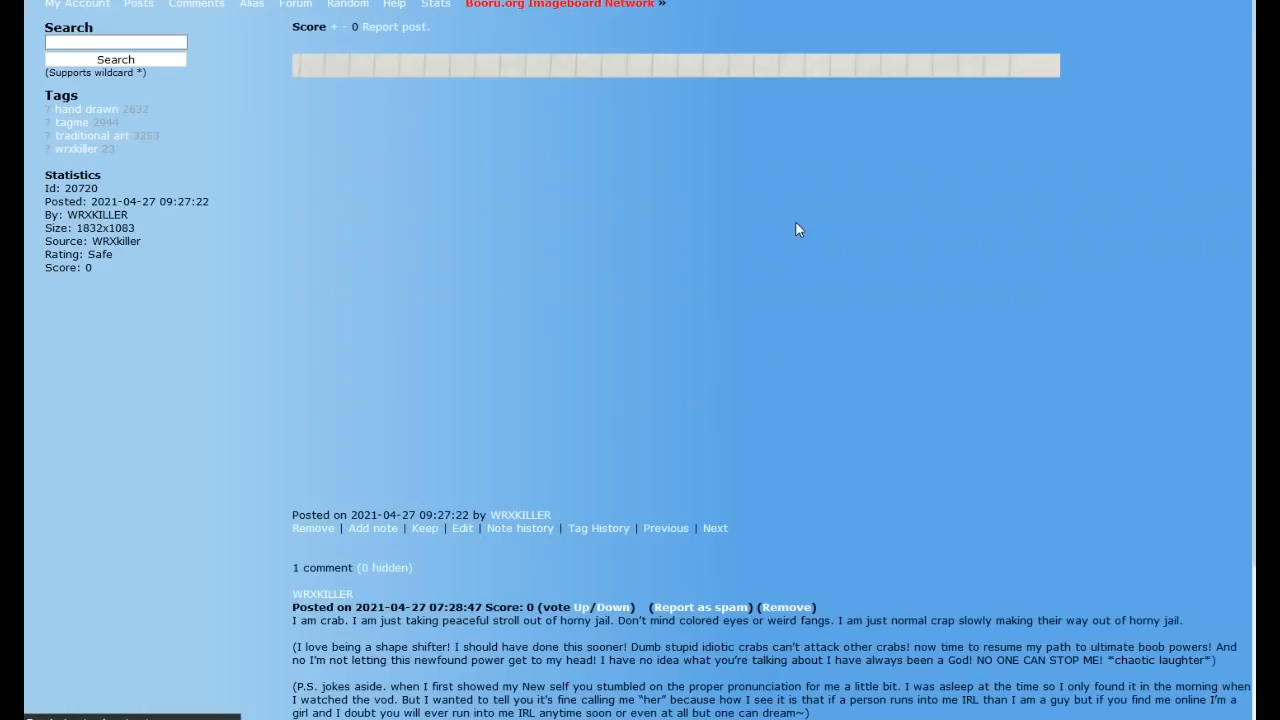 My Account Posts Comments Alias Forum Random Help Stats Booru.org Imageboard Network »
Search
Score + - 0 Report post.
Search
(Supports wildcard *)
Tags
? hand drawn 2632
? tagme 2944
? traditional art 3253
? wrxkiller 23
Statistics
Id: 20720
Posted: 2021-04-27 09:27:22
By: WRXKILLER
Size: 1832x1083
Source: WRXkiller
Rating: Safe
Score: 0
Posted on 2021-04-27 09:27:22 by WRXKILLER
Remove | Add note | Keep | Edit | Note history | Tag History | Previous | Next
1 comment (0 hidden)
WRXKILLER
Posted on 2021-04-27 07:28:47 Score: 0 (vote Up/Down) (Report as spam) (Remove)
I am crab. I am just taking peaceful stroll out of horny jail. Don't mind colored eyes or weird fangs. I am just normal crap slowly making their way out of horny jail.
(I love being a shape shifter! I should have done this sooner! Dumb stupid idiotic crabs can't attack other crabs! now time to resume my path to ultimate boob powers! And
no I'm not letting this newfound power get to my head! I have no idea what you're talking about I have always been a God! NO ONE CAN STOP ME! *chaotic laughter*)
(P.S. jokes aside. when I first showed my New self you stumbled on the proper pronunciation for me a little bit. I was asleep at the time so I only found it in the morning when
I watched the vod. But I wanted to tell you it's fine calling me "her" because how I see it is that if a person runs into me IRL than I am a guy but if you find me online I'm a
girl and I doubt you will ever run into me IRL anytime soon or even at all but one can dream~)